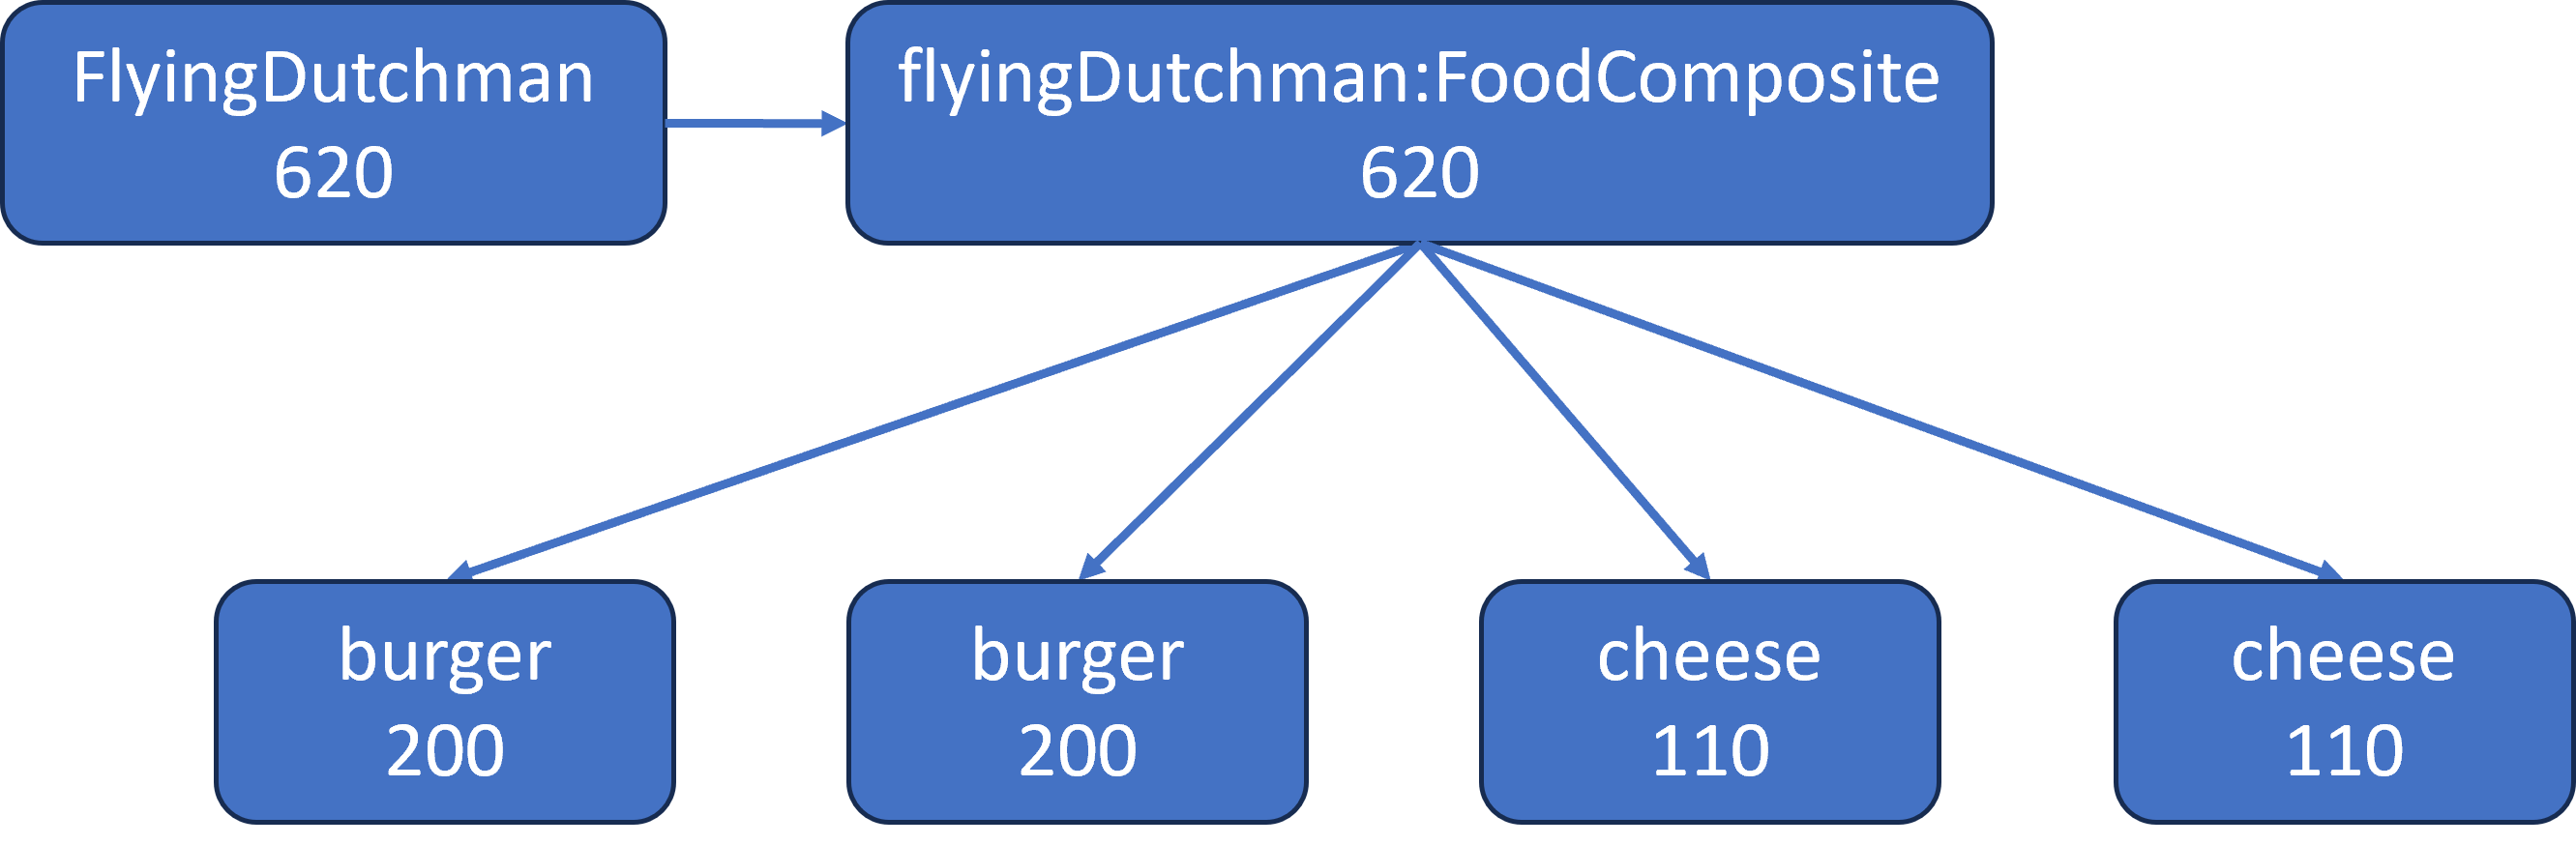 FlyingDutchman
620
flyingDutchman:FoodComposite
620
burger
200
burger
200
cheese
110
cheese
110